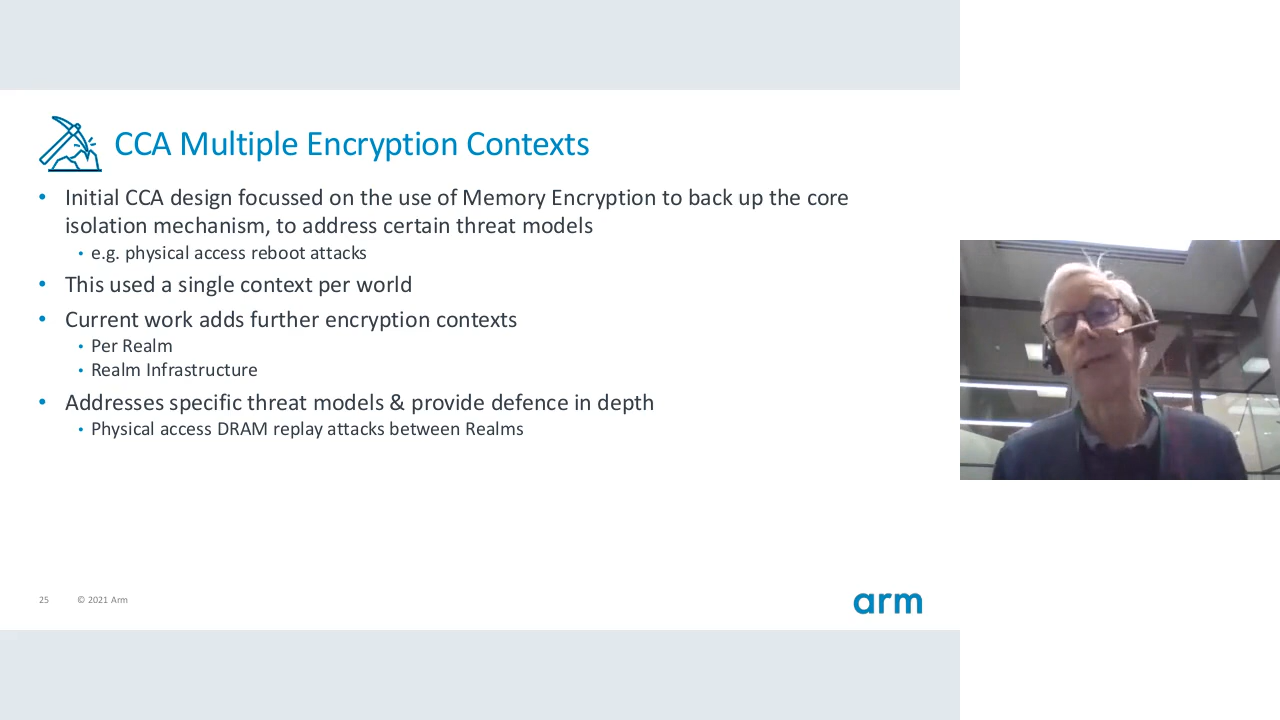 CCA Multiple Encryption Contexts
• Initial CCA design focussed on the use of Memory Encryption to back up the core
isolation mechanism, to address certain threat models
• e.g. physical access reboot attacks
• This used a single context per world
• Current work adds further encryption contexts
• Per Realm
• Realm Infrastructure
• Addresses specific threat models & provide defence in depth
• Physical access DRAM replay attacks between Realms
25 © 2021 Arm
arm